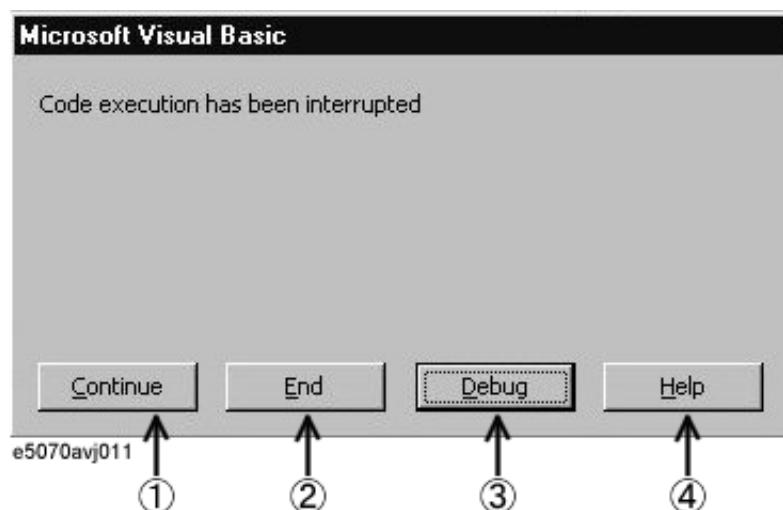 Microsoft Visual Basic
Code execution has been interrupted
Continue End Debug Help
e5070avj011
① ② ③ ④